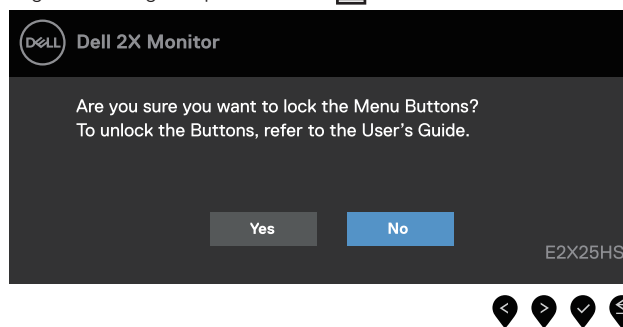 DELL
Dell 2X Monitor
Are you sure you want to lock the Menu Buttons?
To unlock the Buttons, refer to the User's Guide.
Yes
No
E2X25HS